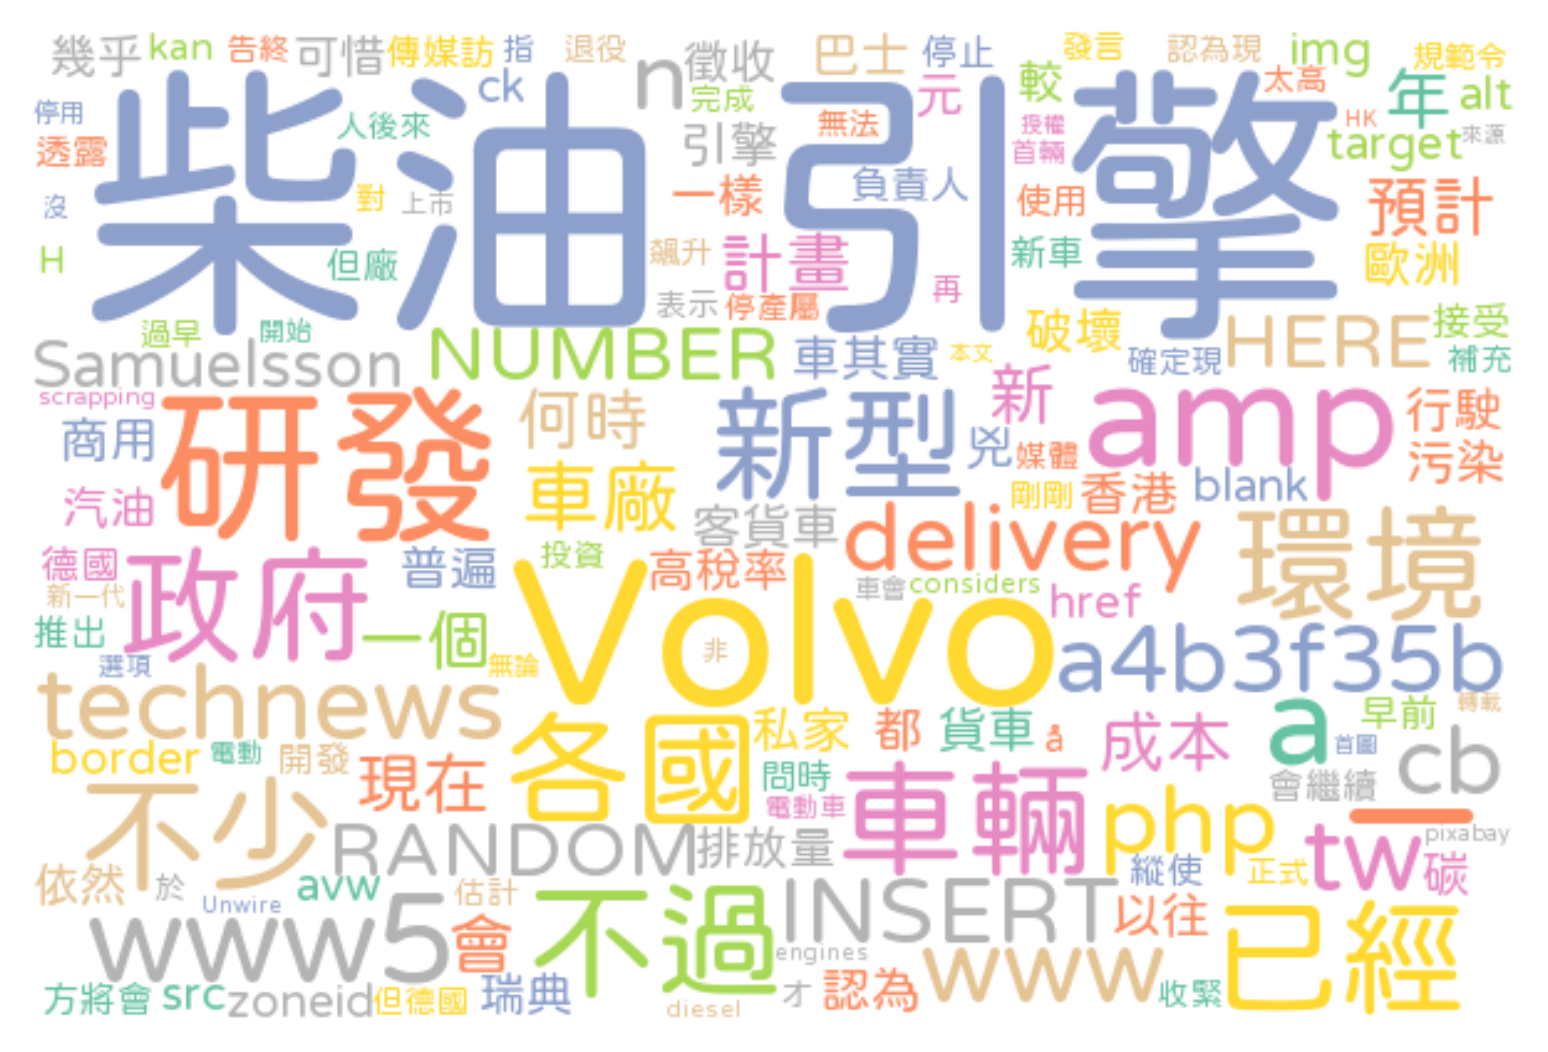 幾乎 kan 告終 可惜 傳媒訪 指 退役 n 徵收 巴士 停止 發言 認為現 img 規範令
停用 ck 完成 元 較 太高 年 alt
透露 人後來 引擎 無法 授權 首輛 HK target 來源
柴油引擎
沒 對 上市 一樣 負責人 使用 預計
H 但廠 飆升 計畫 再 新車 歐洲
表示 停產屬
過早 開始 破壞 HERE 接受
Samuelsson NUMBER 車其實 本文 確定現 補充
scrapping 研發 何時 新型 新 amp 行駛
商用 兇 媒體 污染
汽油 車廠 客貨車 剛剛 香港 blank
德國 政府 普遍 投資 高稅率 delivery 環境
新一代 Volvo 車會 considers href
推出 一個 非 a4b3f35b
選項 無論
technews 各國 私家 都 貨車 å 成本 a 早前 轉載
border 電動 開發 現在 問時 首圖 cb
不少 電動車 車輛 php 會繼續 一
RANDOM 排放量 tw pixabay
依然 於 avw 估計 縱使 正式 碳
Unwire www5 會 不過 INSERT 以往 已經
engines www
方將會 src zoneid 但德國 瑞典 diesel 才 認為 收緊